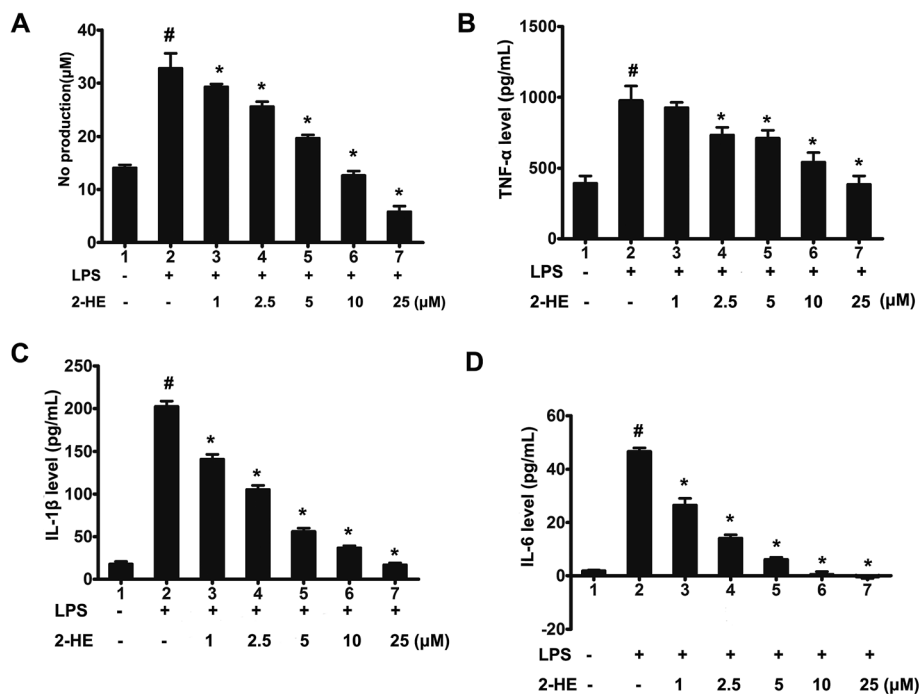 A
No production(µM)
40
30
20
10
0
# * * * * *
1 2 3 4 5 6 7
LPS - + + + + + +
2-HE - - 1 2.5 5 10 25 (µM)
B
TNF-α level (pg/mL)
1500
1000
500
0
# * * * *
1 2 3 4 5 6 7
LPS - + + + + + +
2-HE - - 1 2.5 5 10 25 (µM)
C
IL-1β level (pg/mL)
250
200
150
100
50
0
# * * * * *
1 2 3 4 5 6 7
LPS - + + + + + +
2-HE - - 1 2.5 5 10 25 (µM)
D
IL-6 level (pg/mL)
60
40
20
0
-20
# * * * * *
1 2 3 4 5 6 7
LPS - + + + + + +
2-HE - - 1 2.5 5 10 25 (µM)